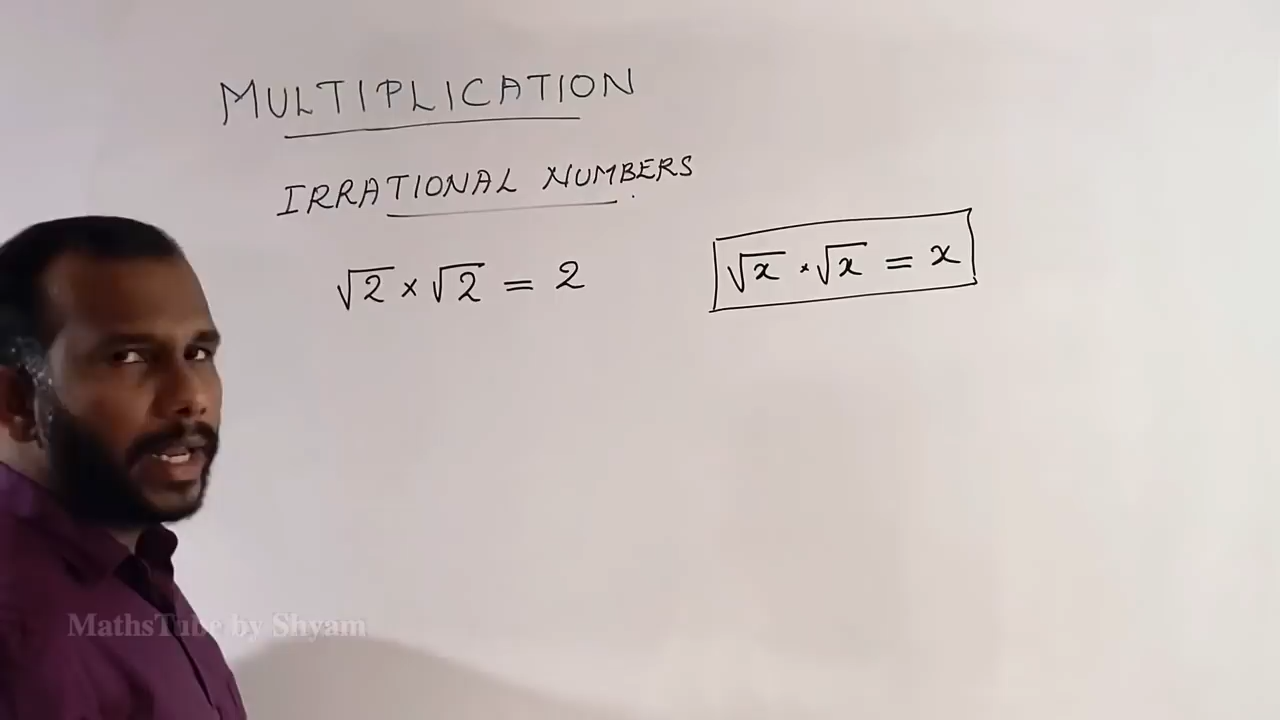 MULTIPLICATION
IRRATIONAL NUMBERS
√2 × √2 = 2
√x × √x = x
MathsTube by Shyam